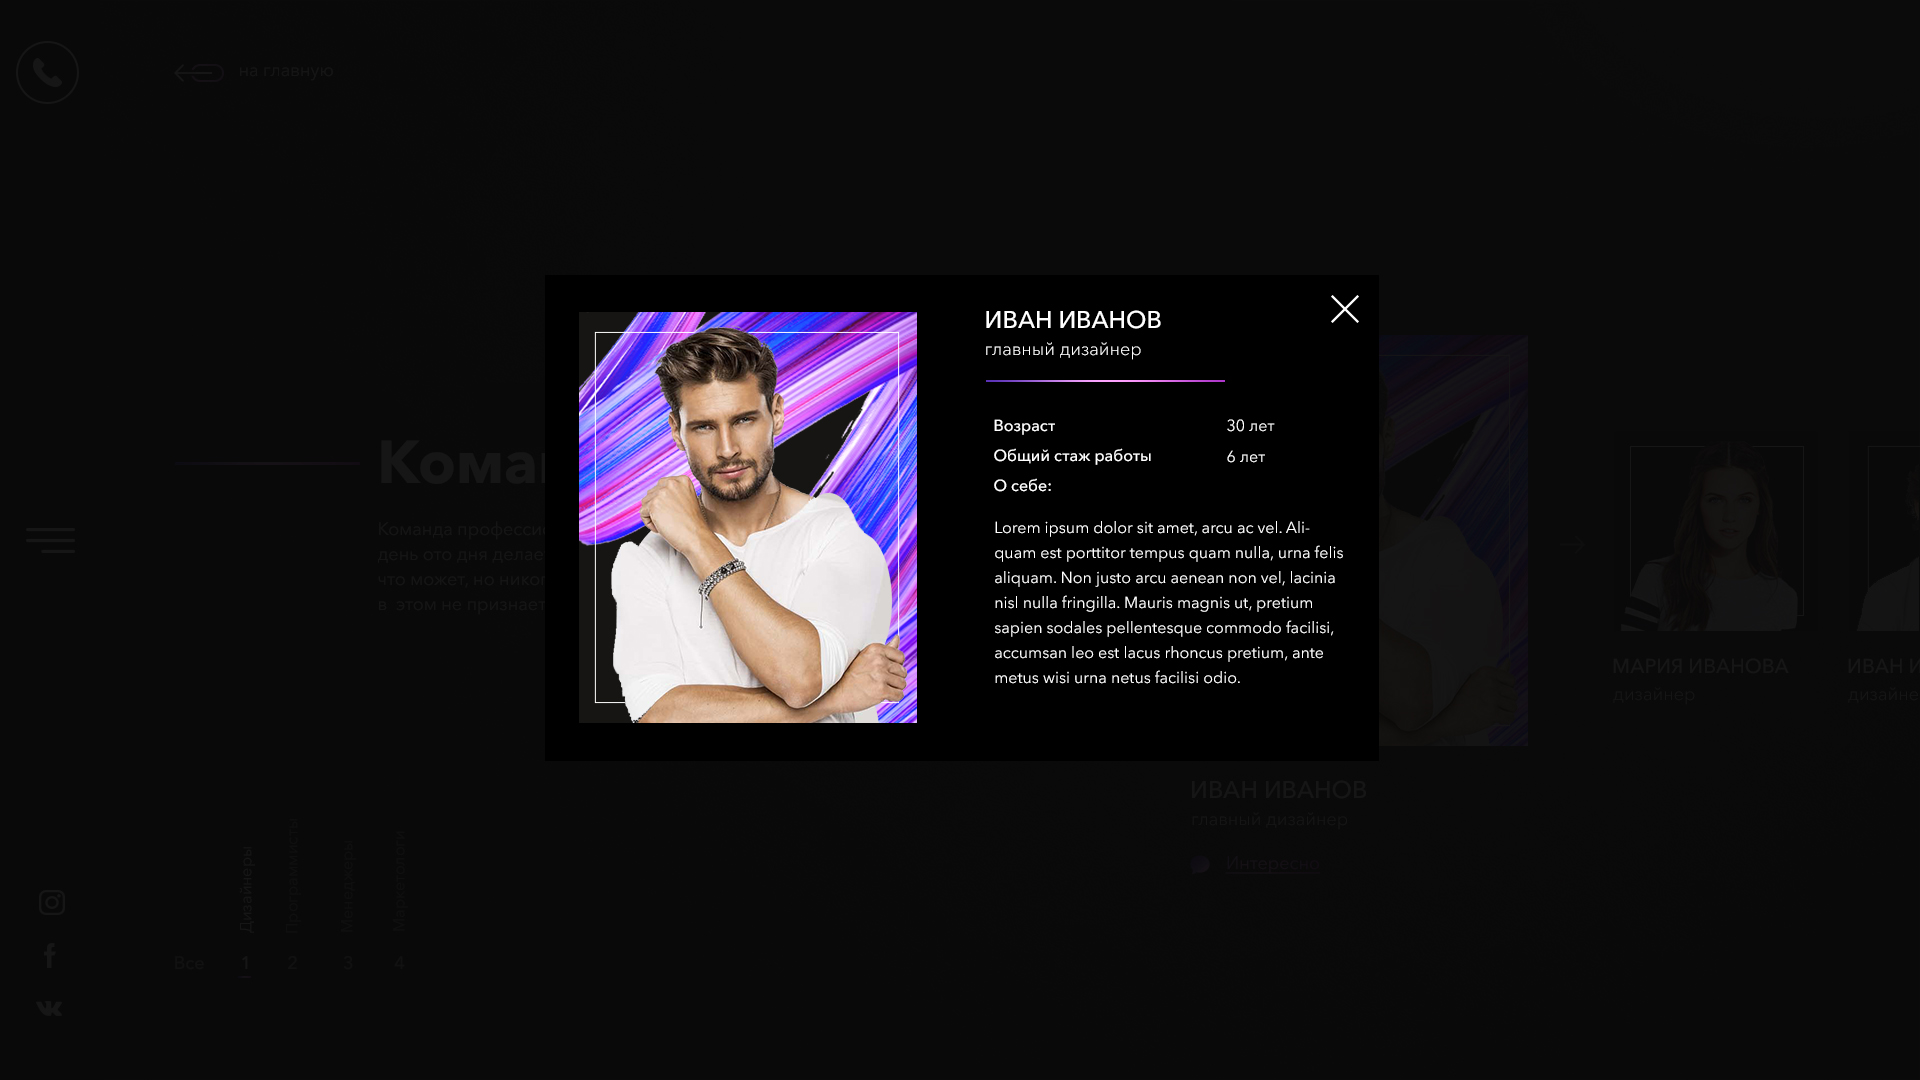 на главную
ИВАН ИВАНОВ
главный дизайнер
Возраст 30 лет
Общий стаж работы 6 лет
О себе:
Lorem ipsum dolor sit amet, arcu ac vel. Ali-
quam est porttitor tempus quam nulla, urna felis
aliquam. Non justo arcu aenean non vel, lacinia
nisl nulla fringilla. Mauris magnis ut, pretium
sapien sodales pellentesque commodo facilisi,
accumsan leo est lacus rhoncus pretium, ante
metus wisi urna netus facilisi odio.
Кома
Команда профессио
день ото дня делае
что может, но нико
в этом не признает
МАРИЯ ИВАНОВА
дизайнер
ИВАН И
дизайне
ИВАН ИВАНОВ
главный дизайнер
Интересно
Дизайнеры
Программисты
Менеджеры
Маркетологи
Все 1 2 3 4